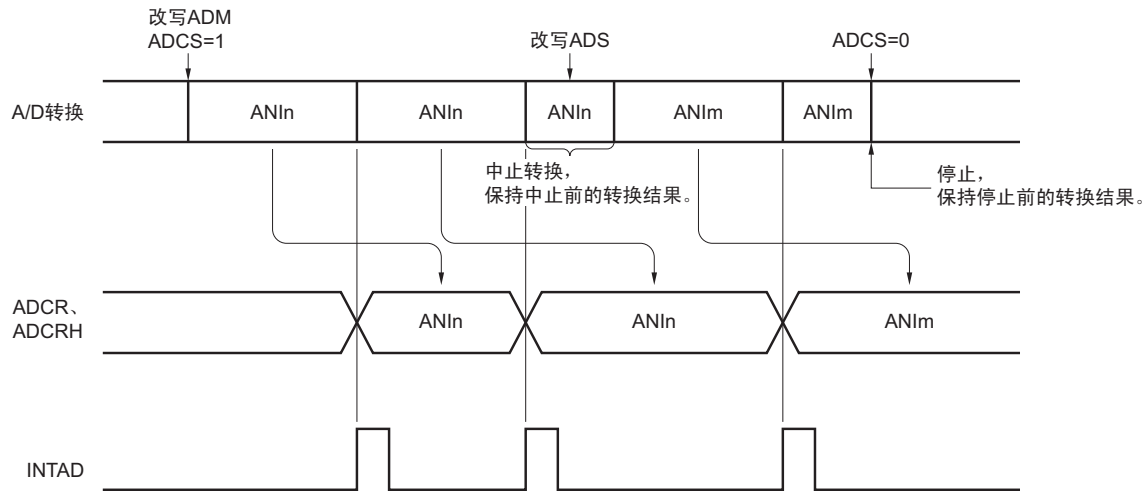 改写ADM
ADCS=1
改写ADS
ADCS=0
A/D转换
ANIn
ANIn
ANIn
ANIm
ANIm
中止转换，
保持中止前的转换结果。
停止，
保持停止前的转换结果。
ADCR、
ADCRH
ANIn
ANIn
ANIm
INTAD